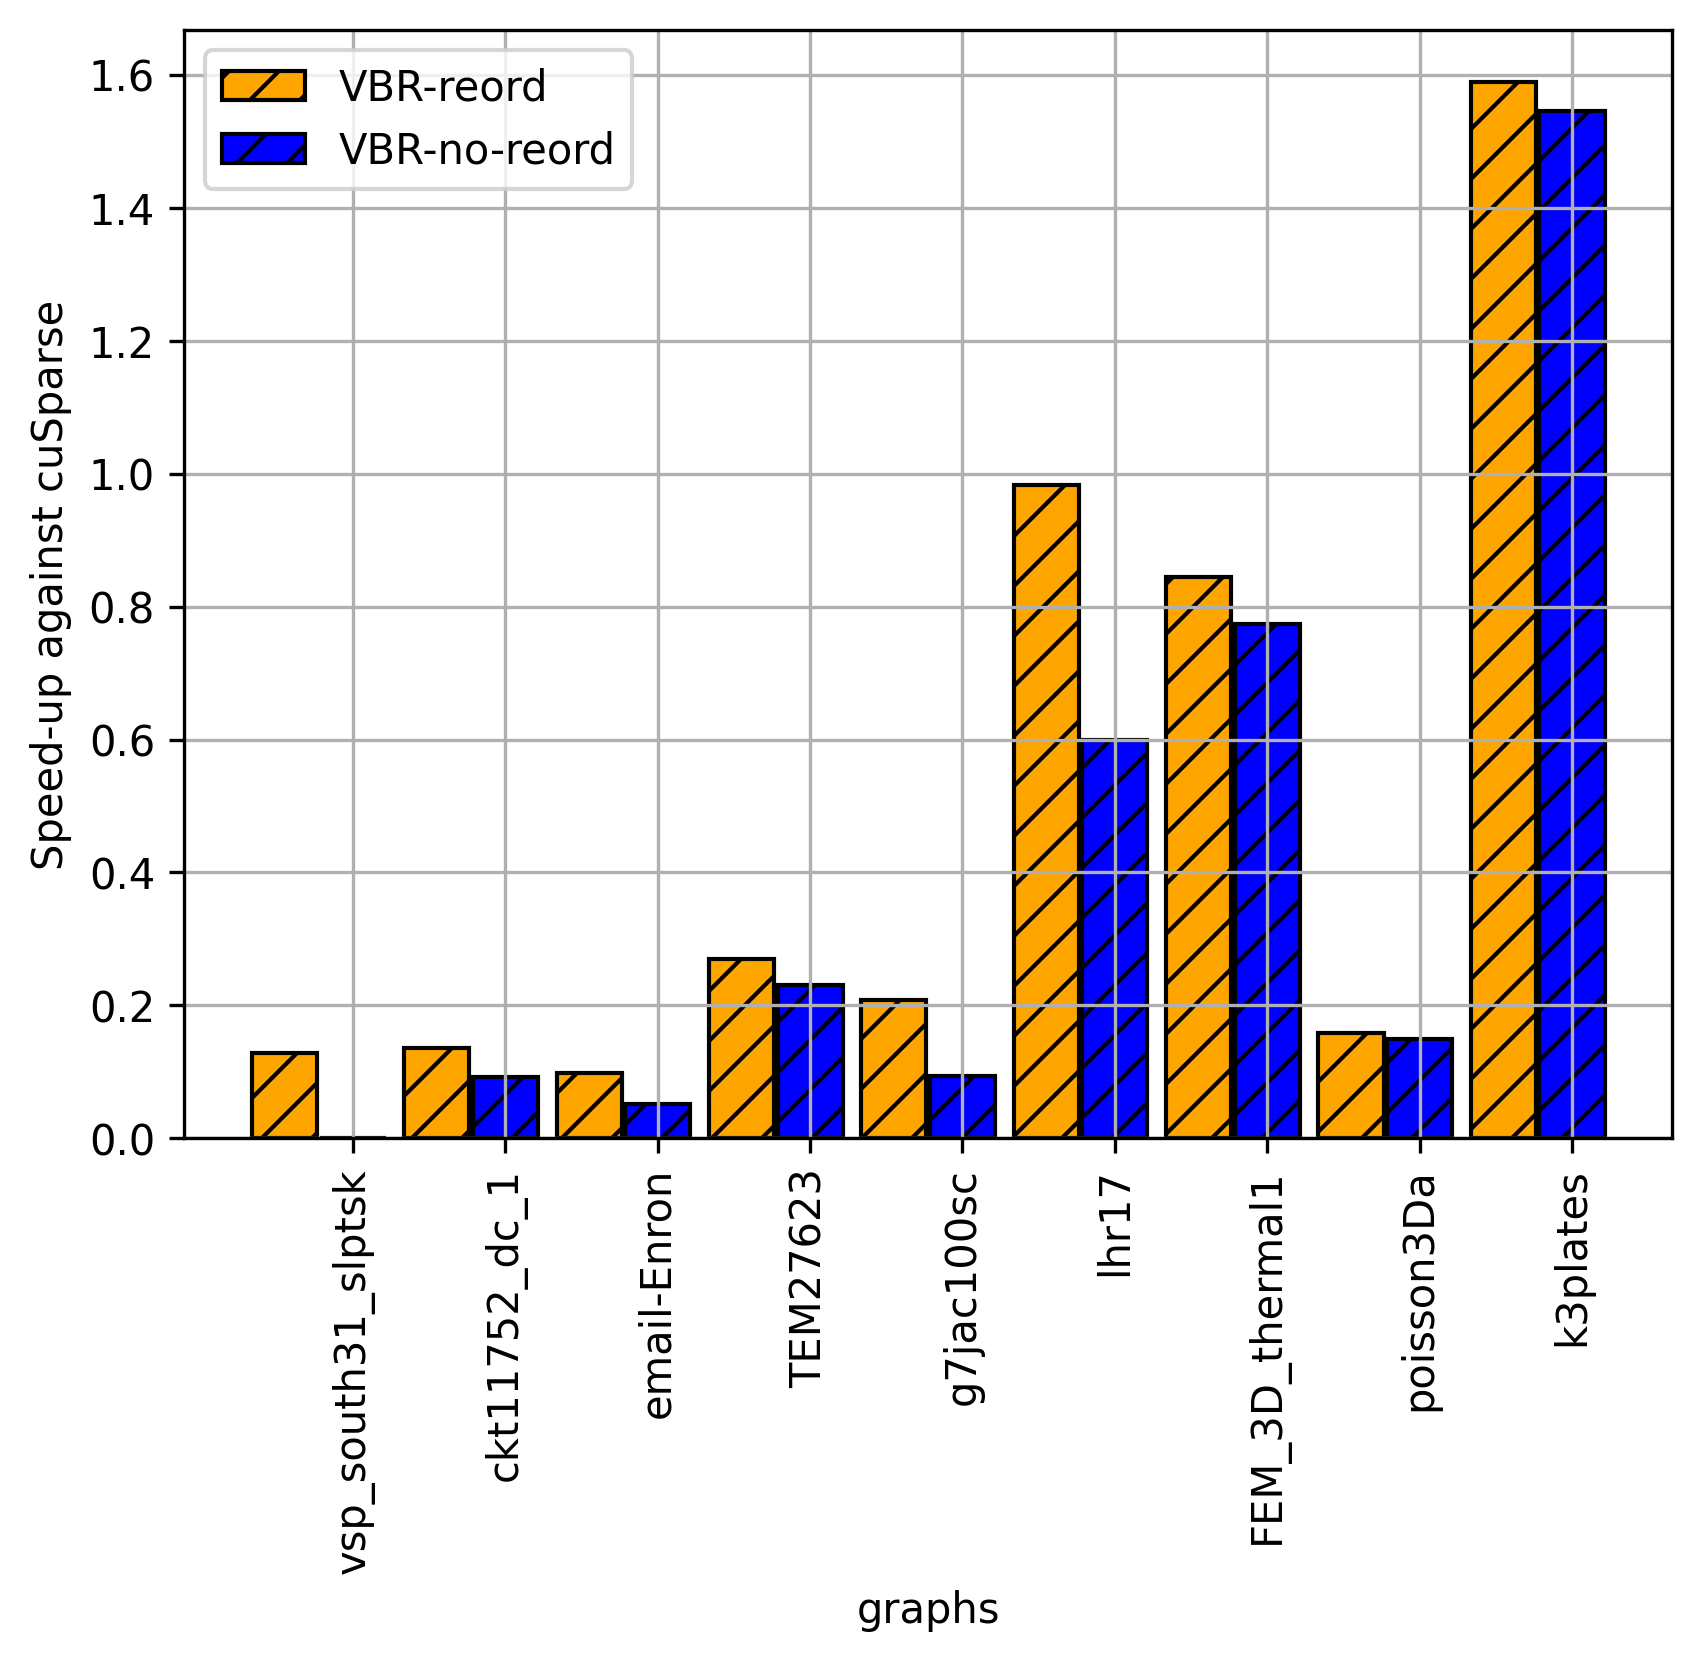 VBR-reord
VBR-no-reord
Speed-up against cuSparse
1.6
1.4
1.2
1.0
0.8
0.6
0.4
0.2
0.0
vsp_south31_slptsk
ckt11752_dc_1
email-Enron
TEM27623
g7jac100sc
lhr17
FEM_3D_thermal1
poisson3Da
k3plates
graphs